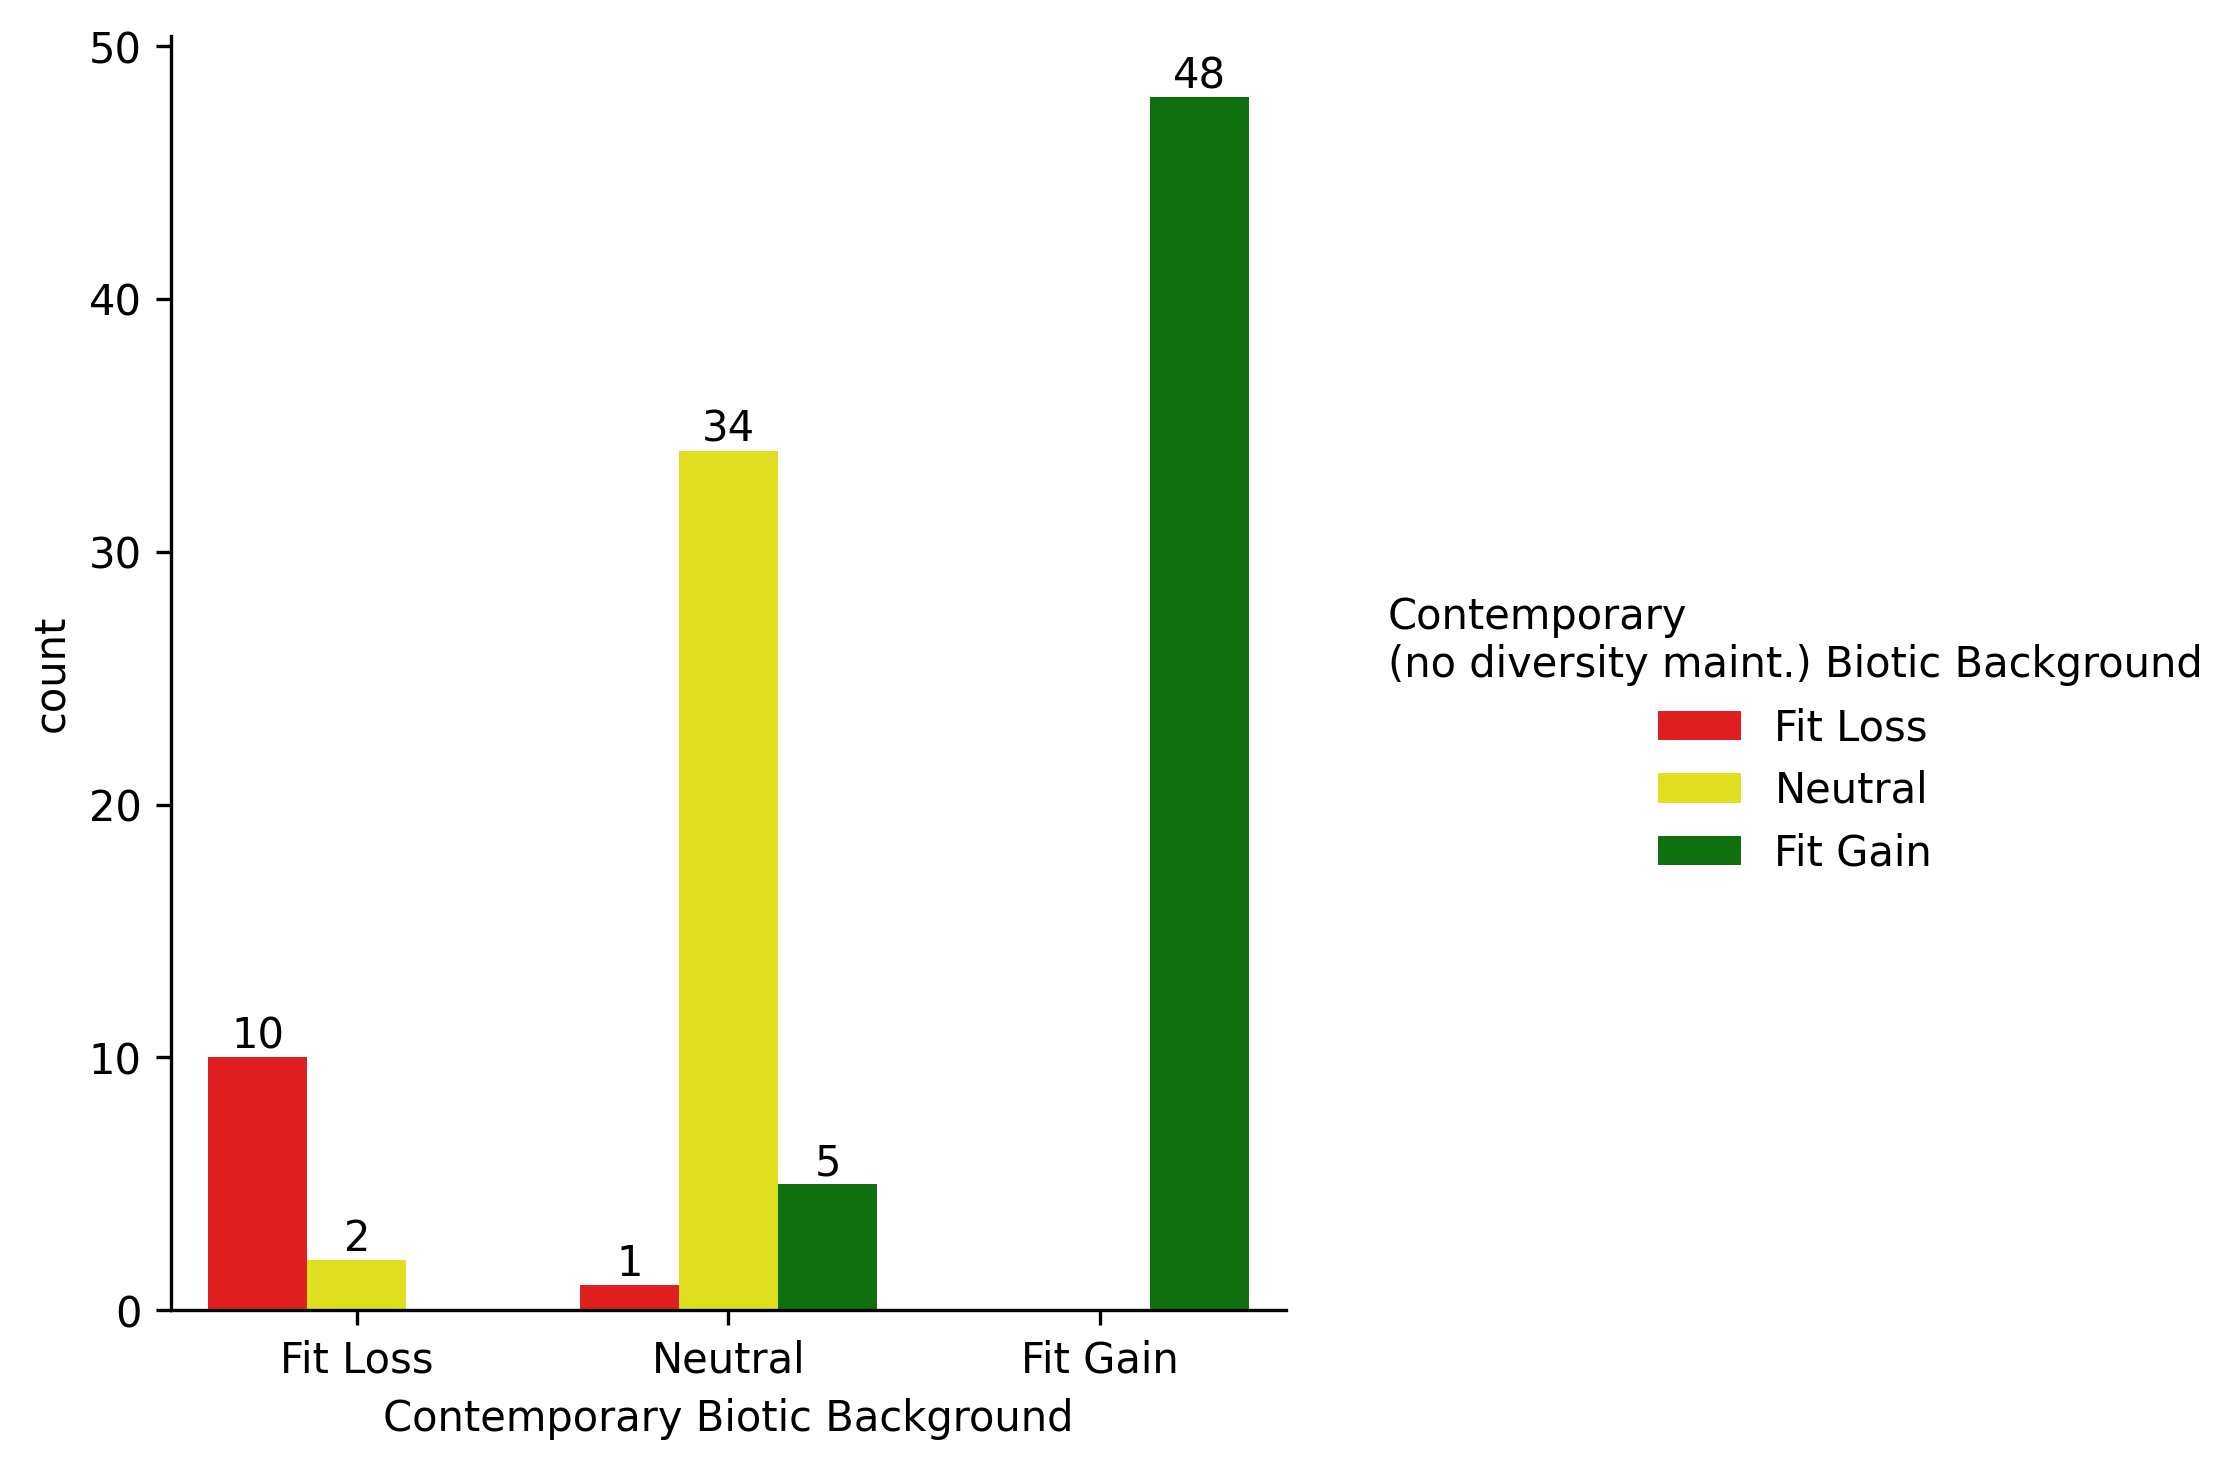 50
40
30
20
10
0
count
10
2
1
34
5
48
Fit Loss
Neutral
Fit Gain
Contemporary Biotic Background
Contemporary
(no diversity maint.) Biotic Background
Fit Loss
Neutral
Fit Gain